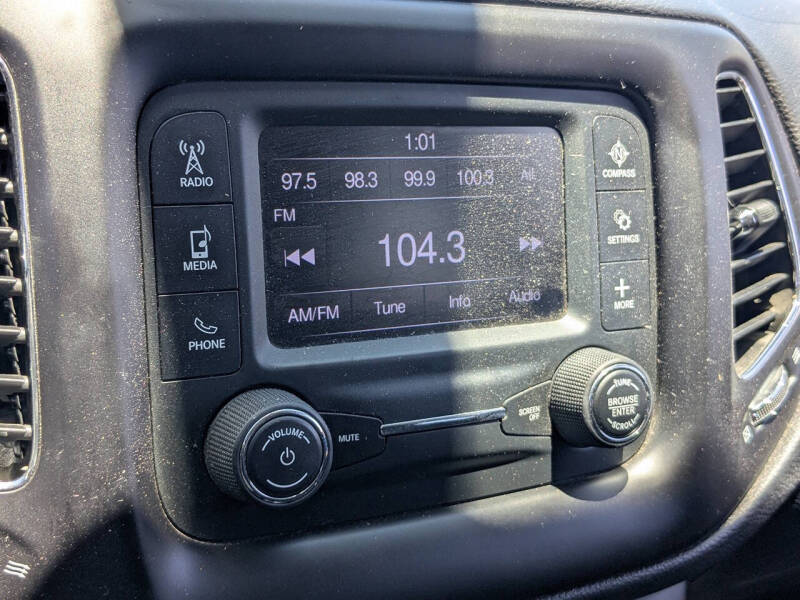 1:01
RADIO
97.5 98.3 99.9 100.3 All
COMPASS
FM
MEDIA
104.3
SETTINGS
AM/FM Tune Info Audio
MORE
PHONE
VOLUME
MUTE
SCREEN OFF
TUNE
BROWSE
ENTER
SCROLL